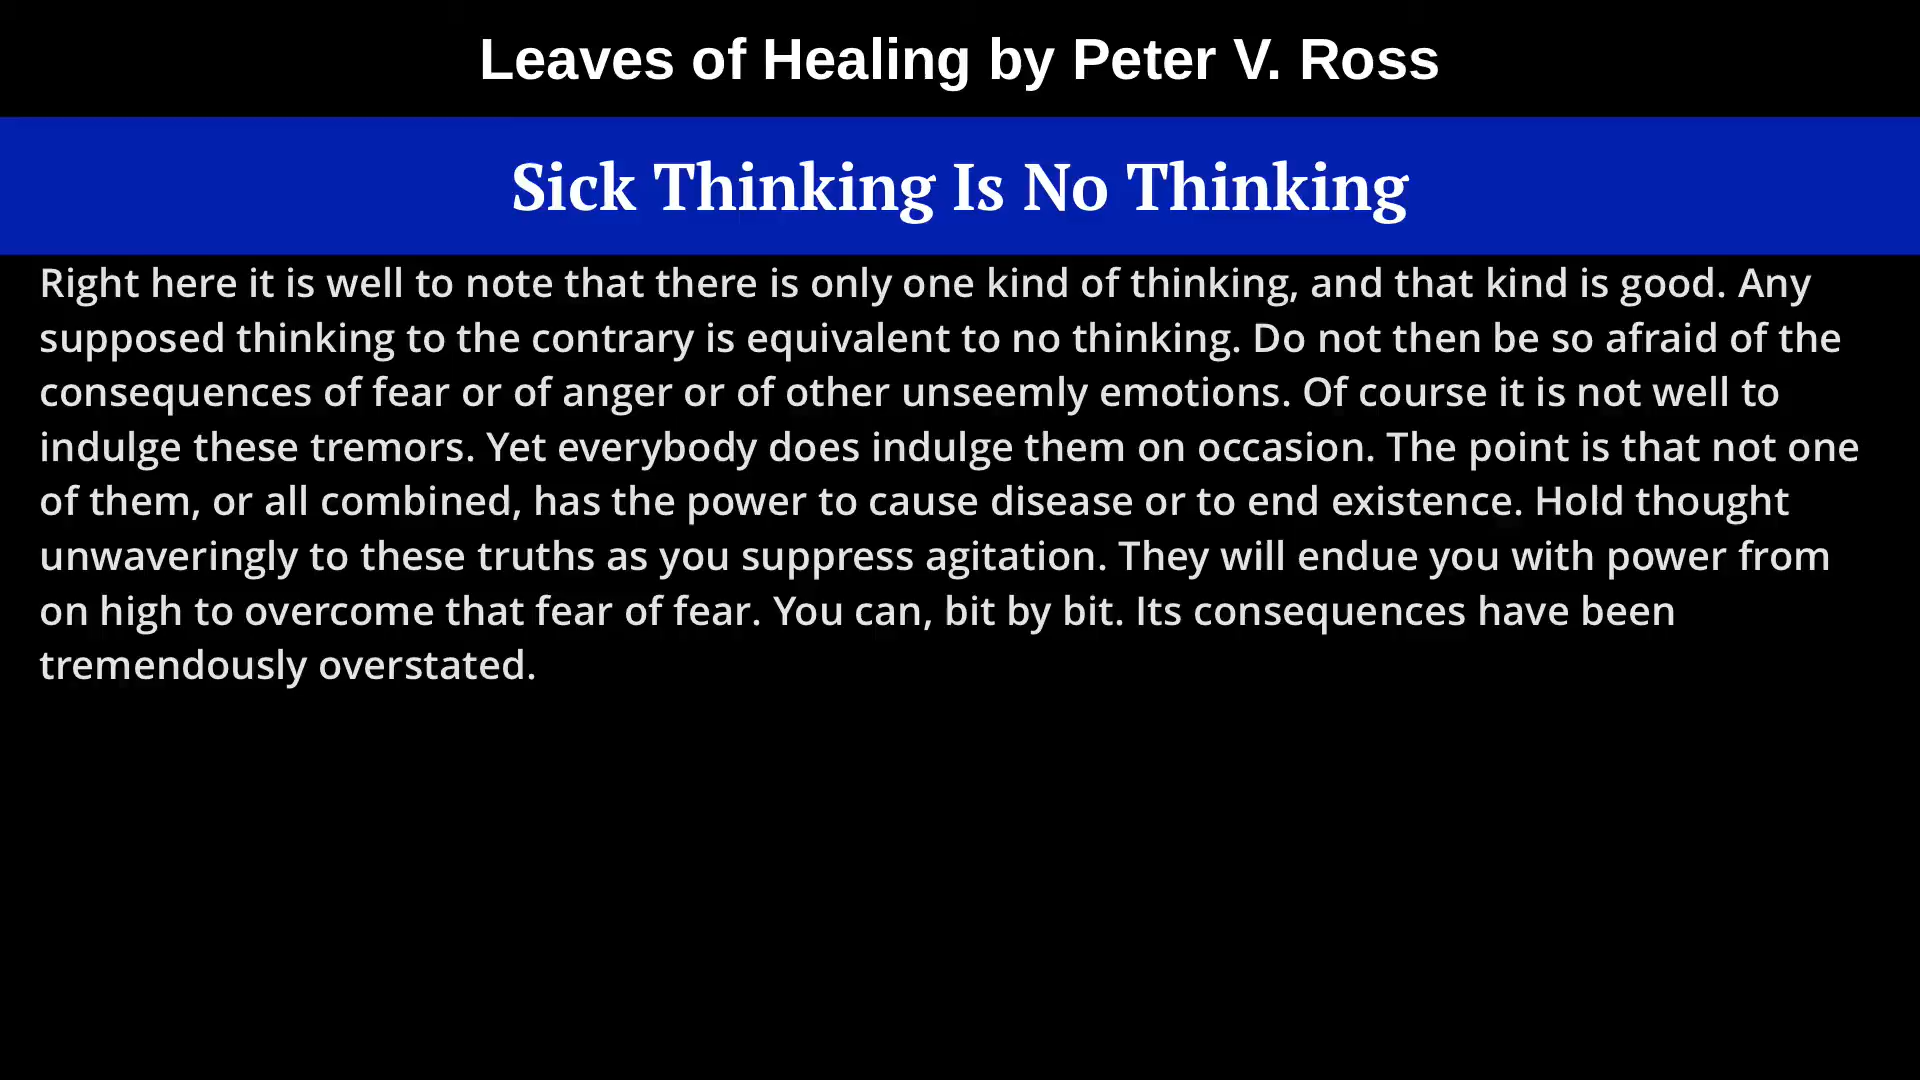 Leaves of Healing by Peter V. Ross
Sick Thinking Is No Thinking
Right here it is well to note that there is only one kind of thinking, and that kind is good. Any
supposed thinking to the contrary is equivalent to no thinking. Do not then be so afraid of the
consequences of fear or of anger or of other unseemly emotions. Of course it is not well to
indulge these tremors. Yet everybody does indulge them on occasion. The point is that not one
of them, or all combined, has the power to cause disease or to end existence. Hold thought
unwaveringly to these truths as you suppress agitation. They will endue you with power from
on high to overcome that fear of fear. You can, bit by bit. Its consequences have been
tremendously overstated.